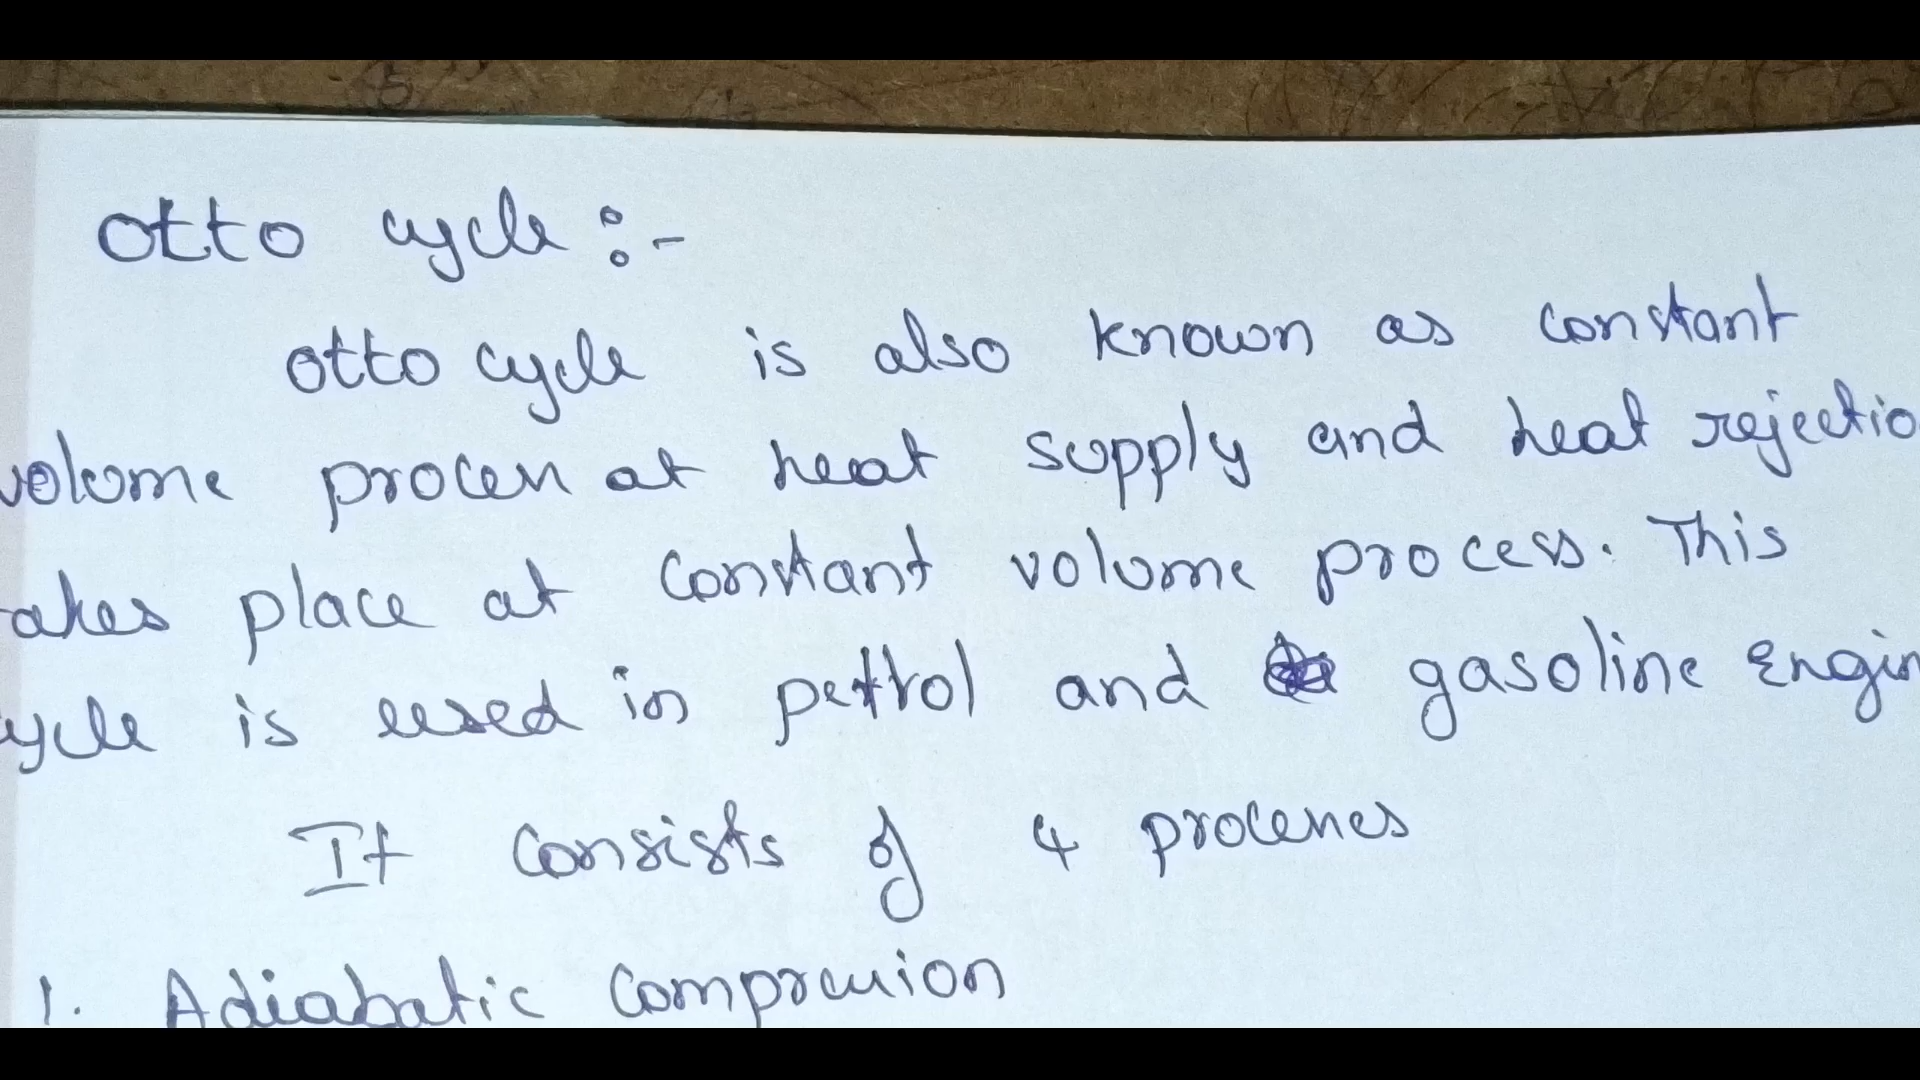 Otto cycle :-
Otto cycle is also known as constant
volume process at heat supply and heat rejectio
akes place at constant volume process. This
ycle is used in petrol and gasoline Engin
It consists of 4 processes
1. Adiabatic Compression